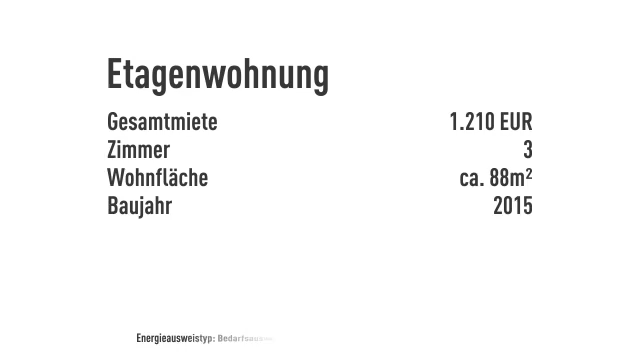 Etagenwohnung
Gesamtmiete 1.210 EUR
Zimmer 3
Wohnfläche ca. 88m²
Baujahr 2015
Energieausweistyp: